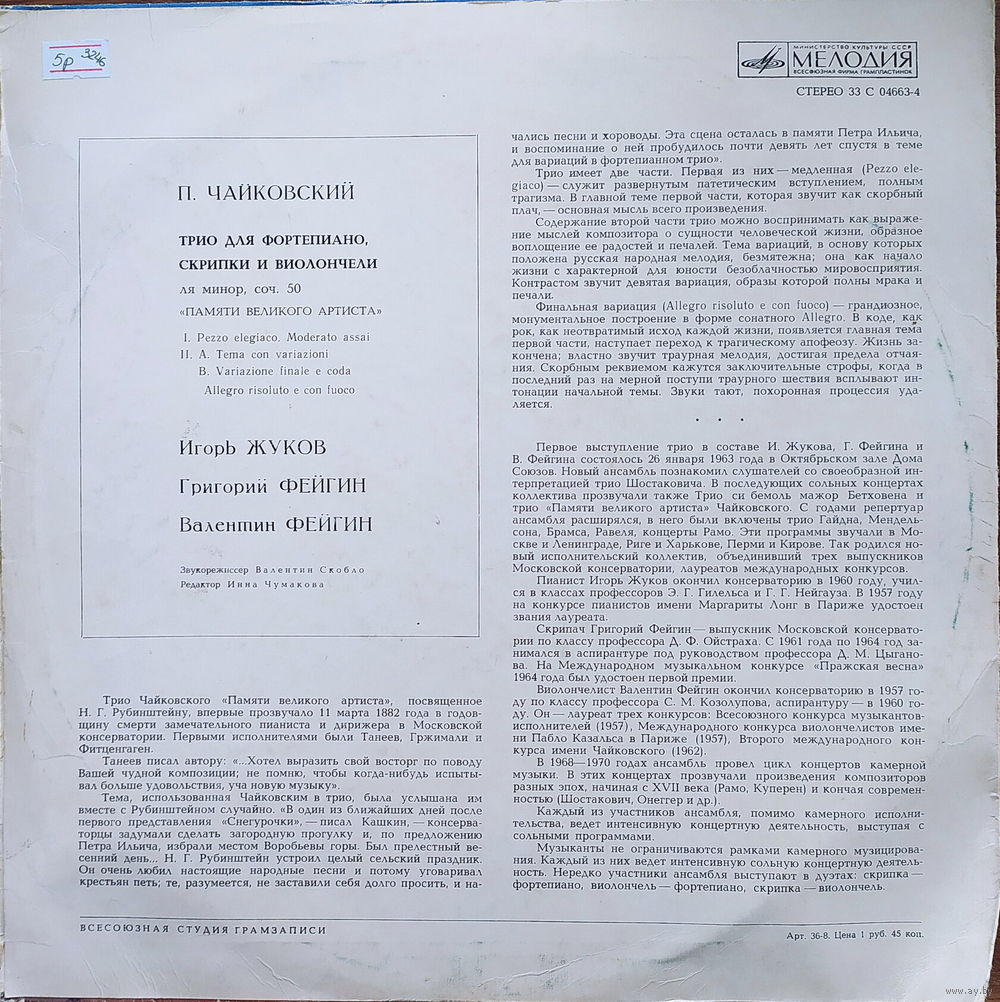 5р 3246
МИНИСТЕРСТВО КУЛЬТУРЫ СССР
МЕЛОДИЯ
ВСЕСОЮЗНАЯ ФИРМА ГРАМПЛАСТИНОК
СТЕРЕО 33 С 04663-4
П. ЧАЙКОВСКИЙ
ТРИО ДЛЯ ФОРТЕПИАНО,
СКРИПКИ И ВИОЛОНЧЕЛИ
ЛЯ МИНОР, СОЧ. 50
«ПАМЯТИ ВЕЛИКОГО АРТИСТА»
I. Pezzo elegiaco. Moderato assai
II. A. Tema con variazioni
B. Variazione finale e coda
Allegro risoluto e con fuoco
Игорь ЖУКОВ
Григорий ФЕЙГИН
Валентин ФЕЙГИН
Звукорежиссер Валентин Скобло
Редактор Инна Чумакова
Трио Чайковского «Памяти великого артиста», посвященное
Н. Г. Рубинштейну, впервые прозвучало 11 марта 1882 года в годов-
щину смерти замечательного пианиста и дирижера в Московской
консерватории. Первыми исполнителями были Танеев, Гржимали и
Фитценгаген.
Танеев писал автору: «...Хотел выразить свой восторг по поводу
Вашей чудной композиции; не помню, чтобы когда-нибудь испыты-
вал больше удовольствия, уча новую музыку».
Тема, использованная Чайковским в трио, была услышана им
вместе с Рубинштейном случайно. «В один из ближайших дней после
первого представления «Снегурочки», — писал Кашкин, — консерва-
торцы задумали сделать загородную прогулку и, по предложению
Петра Ильича, избрали местом Воробьевы горы. Был прелестный ве-
сенний день... Н. Г. Рубинштейн устроил целый сельский праздник.
Он очень любил настоящие народные песни и потому уговаривал
крестьян петь; те, разумеется, не заставили себя долго просить, и на-
чались песни и хороводы. Эта сцена осталась в памяти Петра Ильича,
и воспоминание о ней пробудилось почти девять лет спустя в теме
для вариаций в фортепианном трио».
Трио имеет две части. Первая из них — медленная (Pezzo ele-
giaco) — служит развернутым патетическим вступлением, полным
трагизма. В главной теме первой части, которая звучит как скорбный
плач, — основная мысль всего произведения.
Содержание второй части трио можно воспринимать как выраже-
ние мыслей композитора о сущности человеческой жизни, образное
воплощение ее радостей и печалей. Тема вариаций, в основу которых
положена русская народная мелодия, безмятежна; она как начало
жизни с характерной для юности безоблачностью мировосприятия.
Контрастом звучит девятая вариация, образы которой полны мрака и
печали.
Финальная вариация (Allegro risoluto e con fuoco) — грандиозное,
монументальное построение в форме сонатного Allegro. В коде, как
рок, как неотвратимый исход каждой жизни, появляется главная тема
первой части, наступает переход к трагическому апофеозу. Жизнь за-
кончена; властно звучит траурная мелодия, достигая предела отчая-
ния. Скорбным реквиемом кажутся заключительные строфы, когда в
последний раз на мерной поступи траурного шествия всплывают ин-
тонации начальной темы. Звуки тают, похоронная процессия уда-
ляется.
• • •
Первое выступление трио в составе И. Жукова, Г. Фейгина и
В. Фейгина состоялось 26 января 1963 года в Октябрьском зале Дома
Союзов. Новый ансамбль познакомил слушателей со своеобразной ин-
терпретацией трио Шостаковича. В последующих сольных концертах
коллектива прозвучали также Трио си бемоль мажор Бетховена и
трио «Памяти великого артиста» Чайковского. С годами репертуар
ансамбля расширялся, в него были включены трио Гайдна, Мендель-
сона, Брамса, Равеля, концерты Рамо. Эти программы звучали в Мо-
скве и Ленинграде, Риге и Харькове, Перми и Кирове. Так родился но-
вый исполнительский коллектив, объединивший трех выпускников
Московской консерватории, лауреатов международных конкурсов.
Пианист Игорь Жуков окончил консерваторию в 1960 году, учил-
ся в классах профессоров Э. Г. Гилельса и Г. Г. Нейгауза. В 1957 году
на конкурсе пианистов имени Маргариты Лонг в Париже удостоен
звания лауреата.
Скрипач Григорий Фейгин — выпускник Московской консервато-
рии по классу профессора Д. Ф. Ойстраха. С 1961 года по 1964 год за-
нимался в аспирантуре под руководством профессора Д. М. Цыгано-
ва. На Международном музыкальном конкурсе «Пражская весна»
1964 года был удостоен первой премии.
Виолончелист Валентин Фейгин окончил консерваторию в 1957 го-
ду по классу профессора С. М. Козолупова, аспирантуру — в 1960 го-
ду. Он — лауреат трех конкурсов: Всесоюзного конкурса музыкантов-
исполнителей (1957), Международного конкурса виолончелистов име-
ни Пабло Казальса в Париже (1957), Второго международного кон-
курса имени Чайковского (1962).
В 1968—1970 годах ансамбль провел цикл концертов камерной
музыки. В этих концертах прозвучали произведения композиторов
разных эпох, начиная с XVII века (Рамо, Куперен) и кончая современ-
ностью (Шостакович, Онеггер и др.).
Каждый из участников ансамбля, помимо камерного исполни-
тельства, ведет интенсивную концертную деятельность, выступая с
сольными программами.
Музыканты не ограничиваются рамками камерного музицирова-
ния. Каждый из них ведет интенсивную сольную концертную деятель-
ность. Нередко участники ансамбля выступают в дуэтах: скрипка —
фортепиано, виолончель — фортепиано, скрипка — виолончель.
ВСЕСОЮЗНАЯ СТУДИЯ ГРАМЗАПИСИ
Арт. 36-8. Цена 1 руб. 45 коп.
www.ay.by